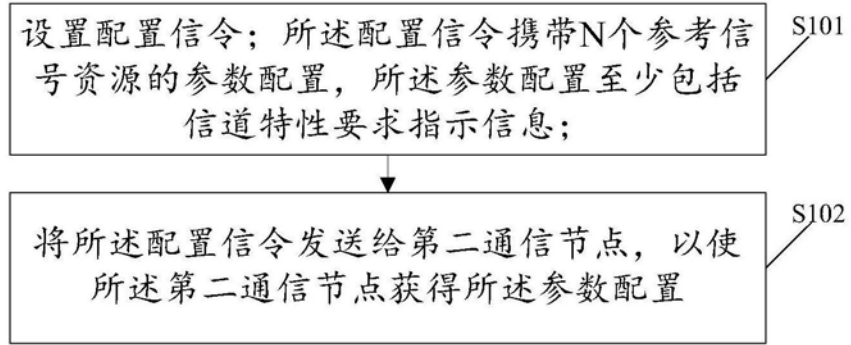 设置配置信令；所述配置信令携带N个参考信
号资源的参数配置，所述参数配置至少包括
信道特性要求指示信息；
S101
将所述配置信令发送给第二通信节点，以使
所述第二通信节点获得所述参数配置
S102